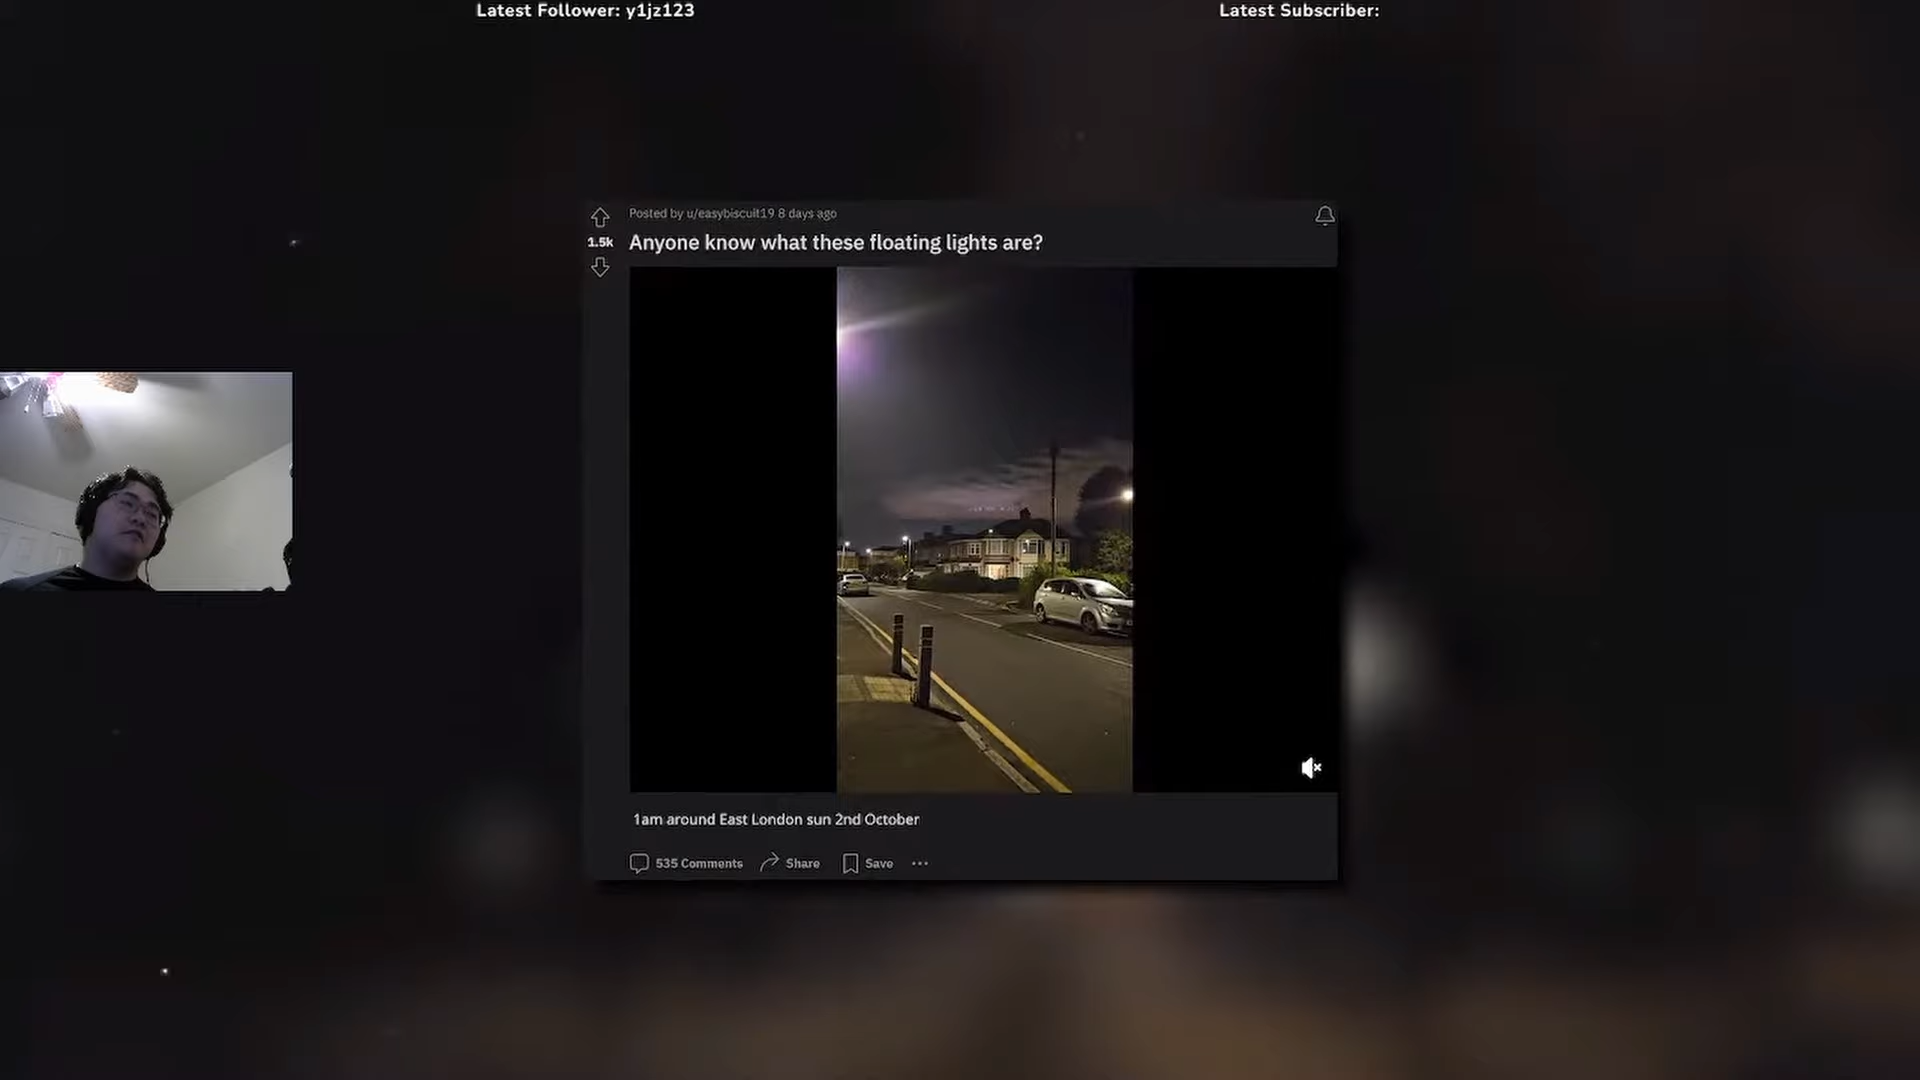 Latest Follower: y1jz123
Latest Subscriber:
Posted by u/easybiscuit19 8 days ago
1.5k
Anyone know what these floating lights are?
1am around East London sun 2nd October
535 Comments
Share
Save